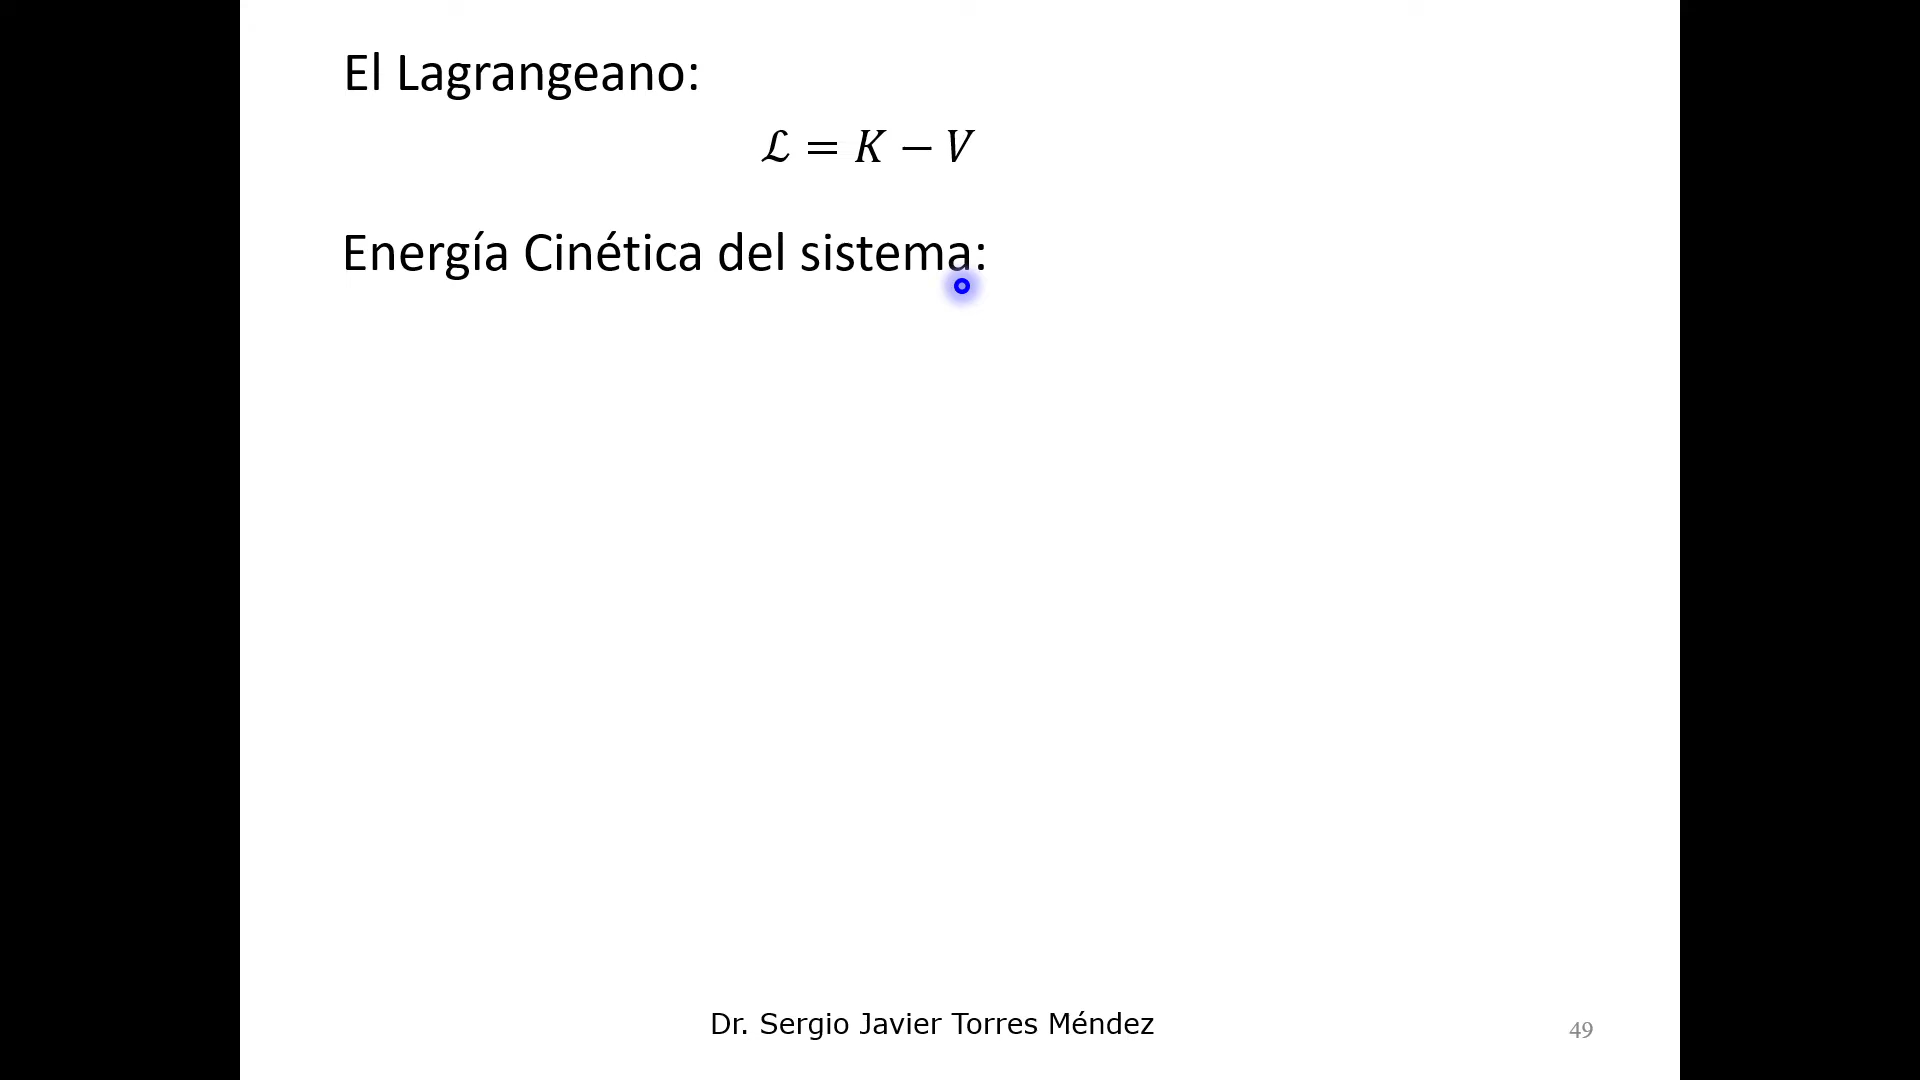 El Lagrangeano:
ℒ = K − V
Energía Cinética del sistema:
Dr. Sergio Javier Torres Méndez
49